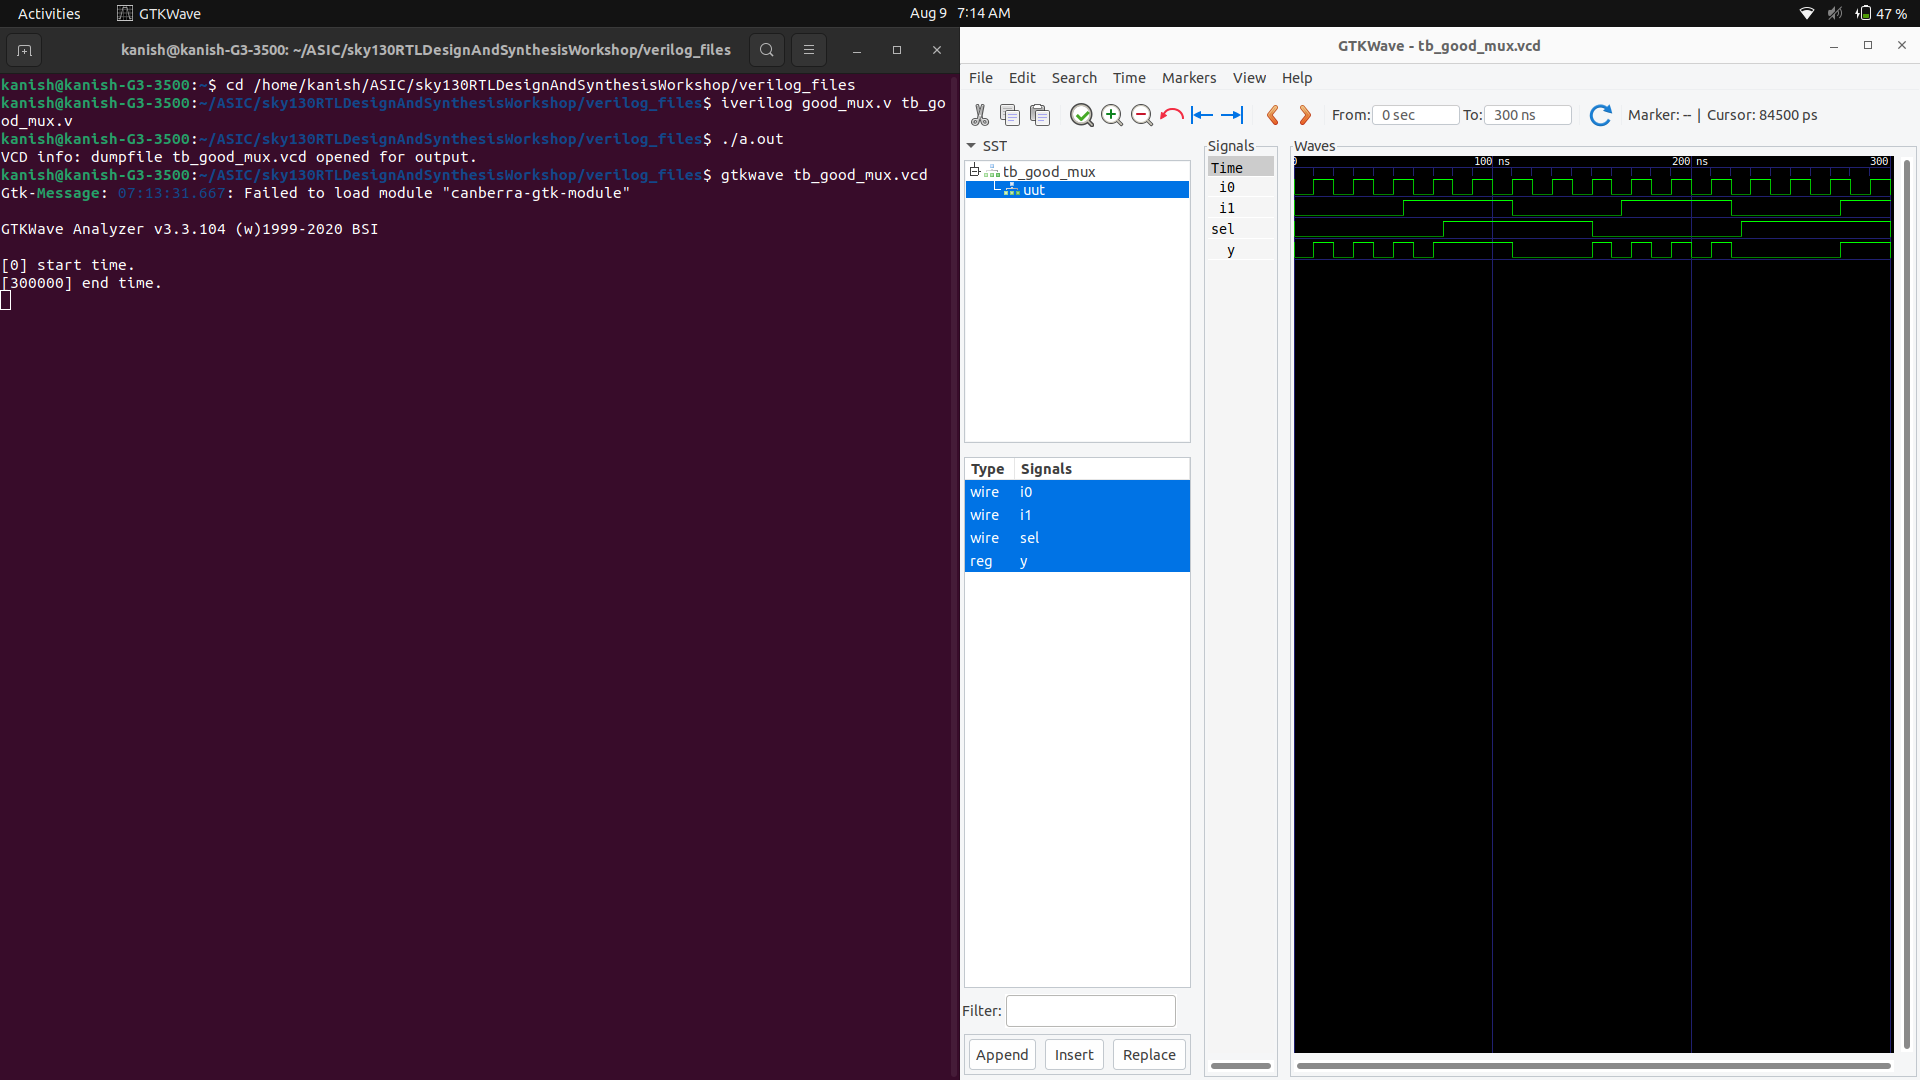 Activities GTKWave Aug 9 7:14 AM 47 %
kanish@kanish-G3-3500: ~/ASIC/sky130RTLDesignAndSynthesisWorkshop/verilog_files
kanish@kanish-G3-3500:~$ cd /home/kanish/ASIC/sky130RTLDesignAndSynthesisWorkshop/verilog_files
kanish@kanish-G3-3500:~/ASIC/sky130RTLDesignAndSynthesisWorkshop/verilog_files$ iverilog good_mux.v tb_go
od_mux.v
kanish@kanish-G3-3500:~/ASIC/sky130RTLDesignAndSynthesisWorkshop/verilog_files$ ./a.out
VCD info: dumpfile tb_good_mux.vcd opened for output.
kanish@kanish-G3-3500:~/ASIC/sky130RTLDesignAndSynthesisWorkshop/verilog_files$ gtkwave tb_good_mux.vcd
Gtk-Message: 07:13:31.667: Failed to load module "canberra-gtk-module"
GTKWave Analyzer v3.3.104 (w)1999-2020 BSI
[0] start time.
[300000] end time.
GTKWave - tb_good_mux.vcd
File Edit Search Time Markers View Help
From: 0 sec To: 300 ns Marker: -- | Cursor: 84500 ps
SST
tb_good_mux
uut
Type Signals
wire i0
wire i1
wire sel
reg y
Filter:
Append Insert Replace
Signals
Time
i0
i1
sel
y
Waves
0 100 ns 200 ns 300